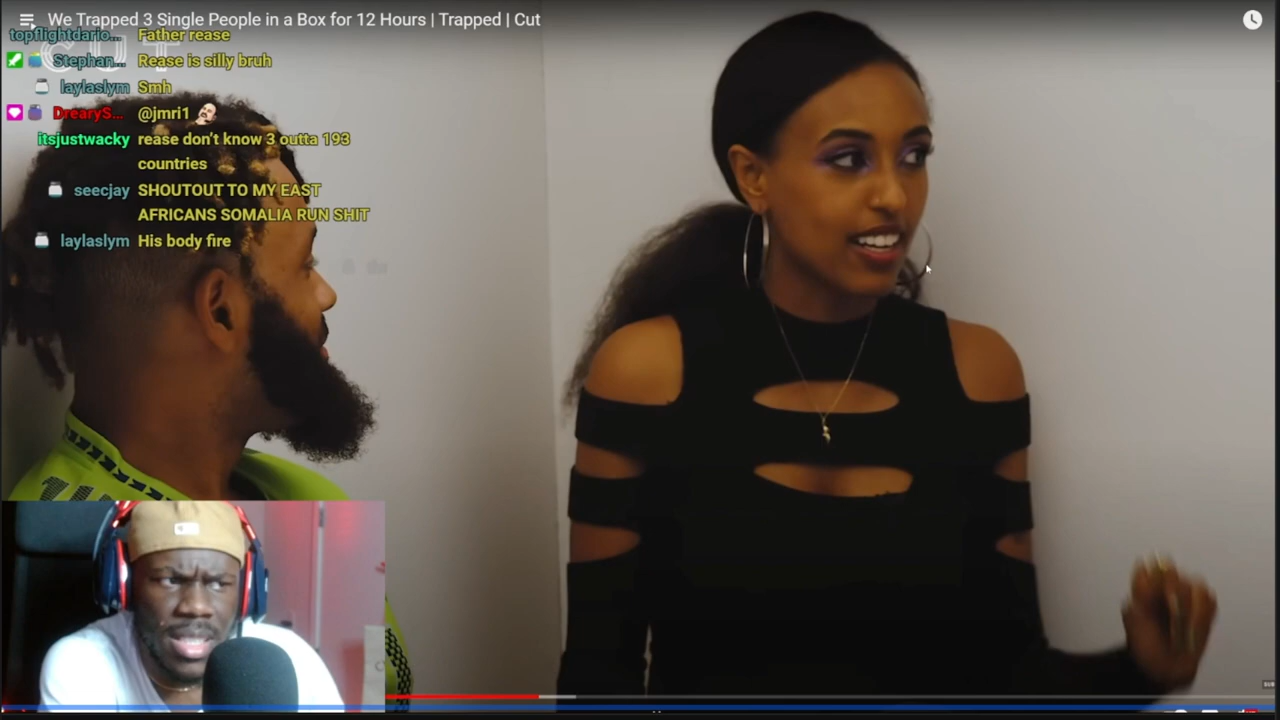 We Trapped 3 Single People in a Box for 12 Hours | Trapped | Cut
topflightdario... Father rease
CUT
Stephan... Rease is silly bruh
laylaslym Smh
DrearyS... @jmri1
itsjustwacky rease don't know 3 outta 193
countries
seecjay SHOUTOUT TO MY EAST
AFRICANS SOMALIA RUN SHIT
laylaslym His body fire